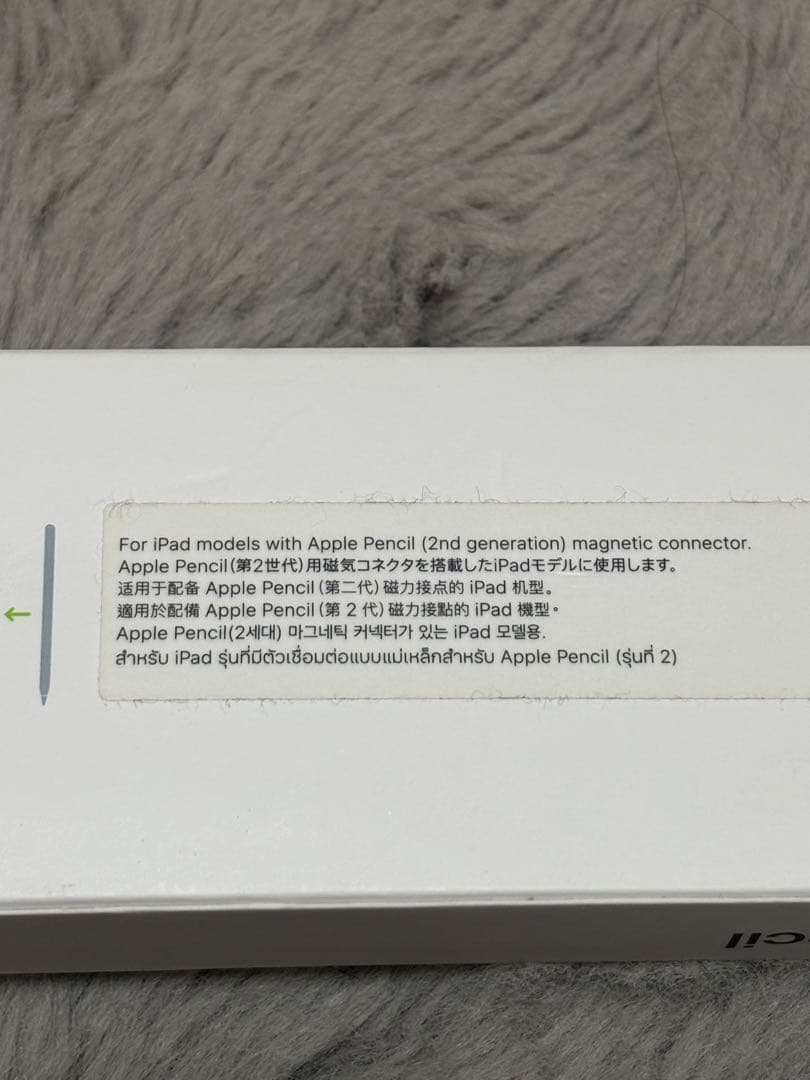 For iPad models with Apple Pencil (2nd generation) magnetic connector.
Apple Pencil(第2世代)用磁気コネクタを搭載したiPadモデルに使用します。
适用于配备 Apple Pencil(第二代)磁力接点的 iPad 机型。
適用於配備 Apple Pencil(第 2 代)磁力接點的 iPad 機型。
Apple Pencil(2세대) 마그네틱 커넥터가 있는 iPad 모델용.
สำหรับ iPad รุ่นที่มีตัวเชื่อมต่อแบบแม่เหล็กสำหรับ Apple Pencil (รุ่นที่ 2)
cil